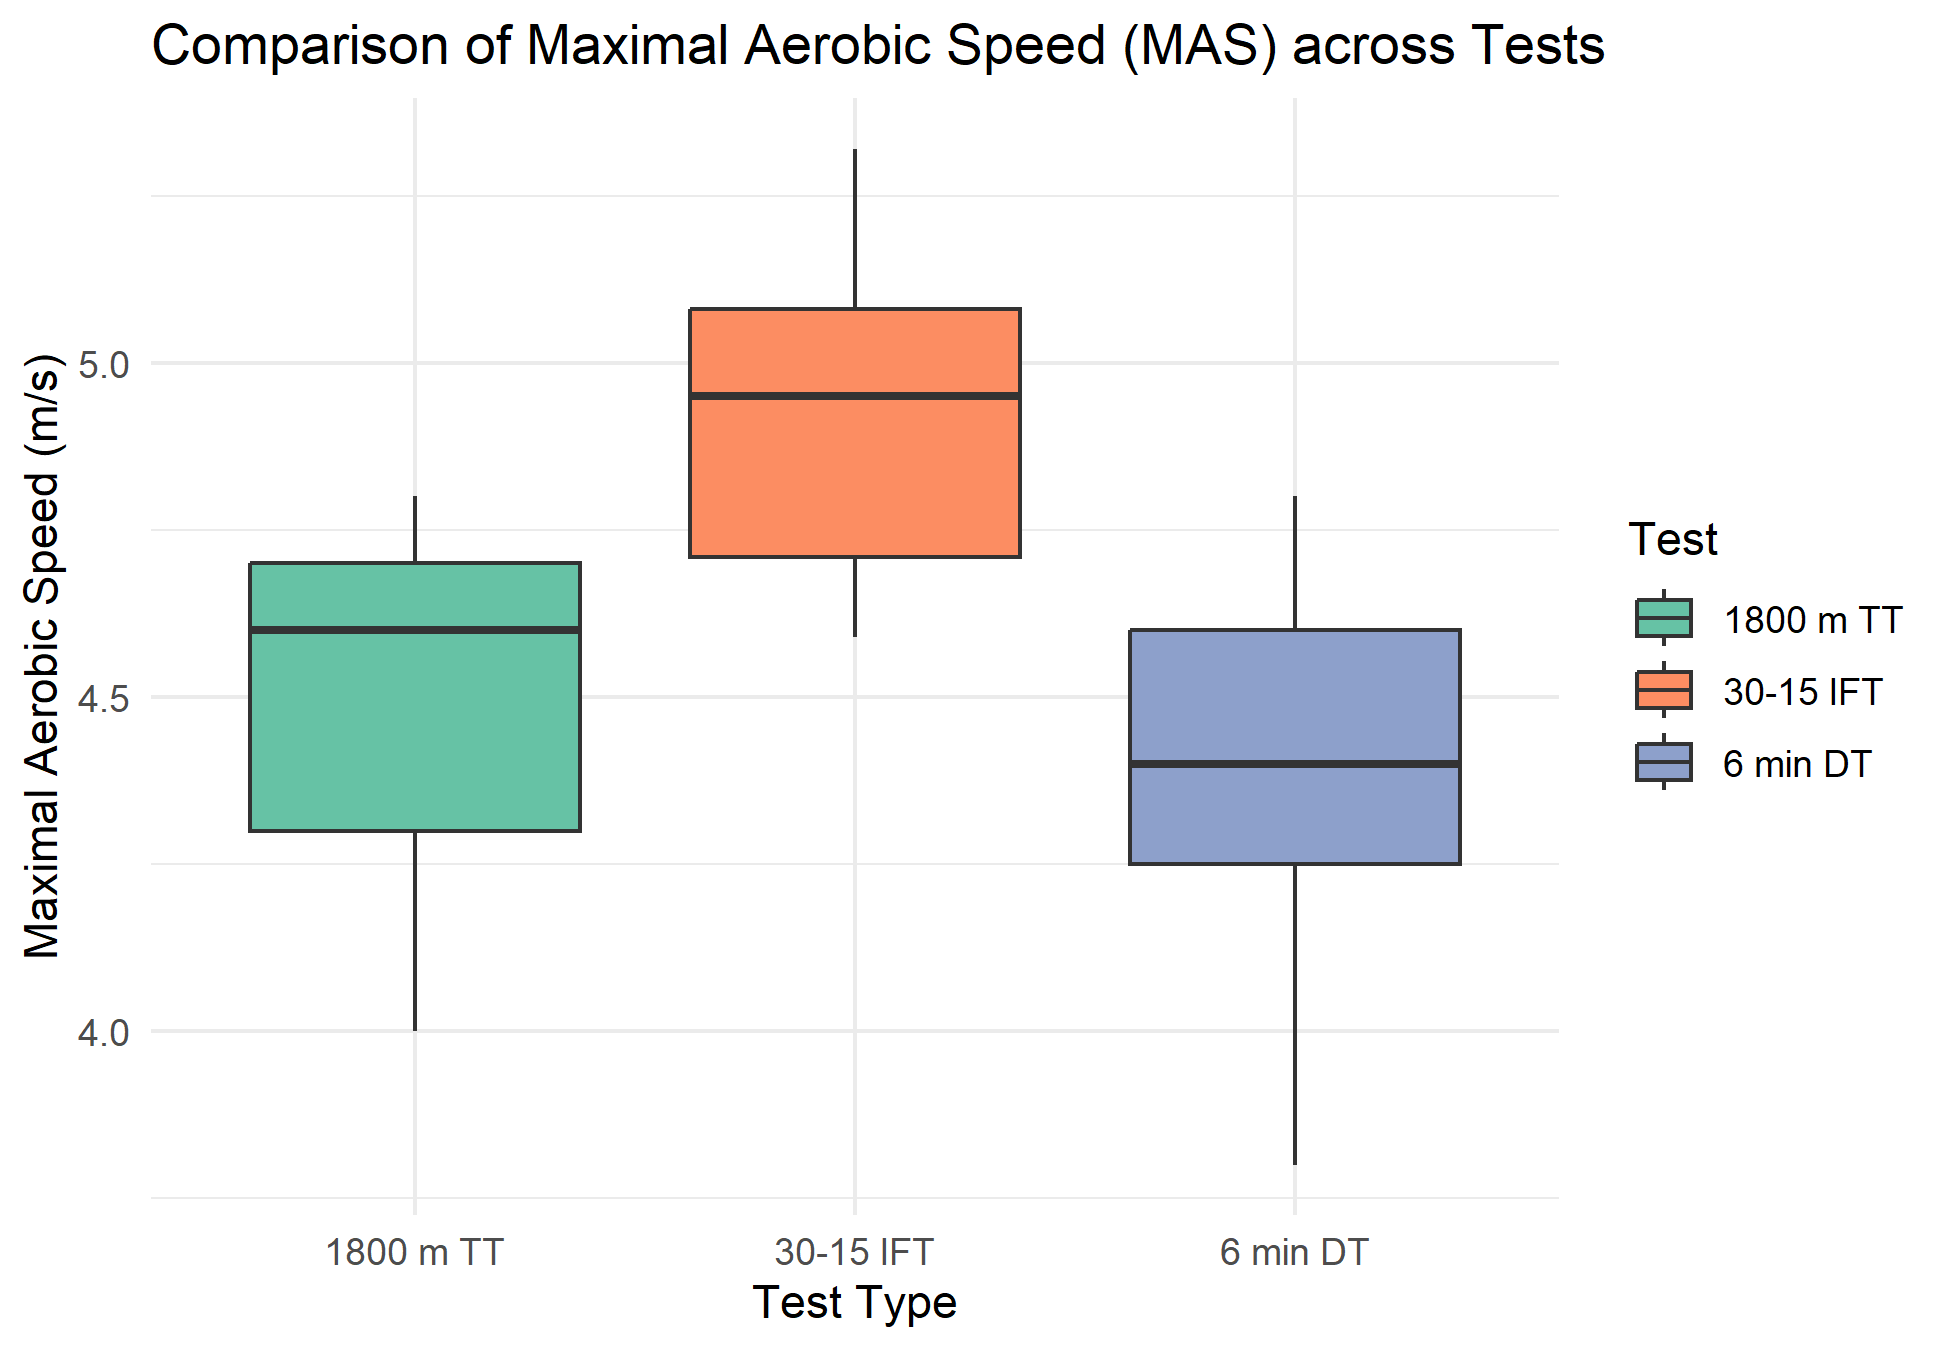 Comparison of Maximal Aerobic Speed (MAS) across Tests
Maximal Aerobic Speed (m/s)
5.0
4.5
4.0
1800 m TT
30-15 IFT
6 min DT
Test Type
Test
1800 m TT
30-15 IFT
6 min DT